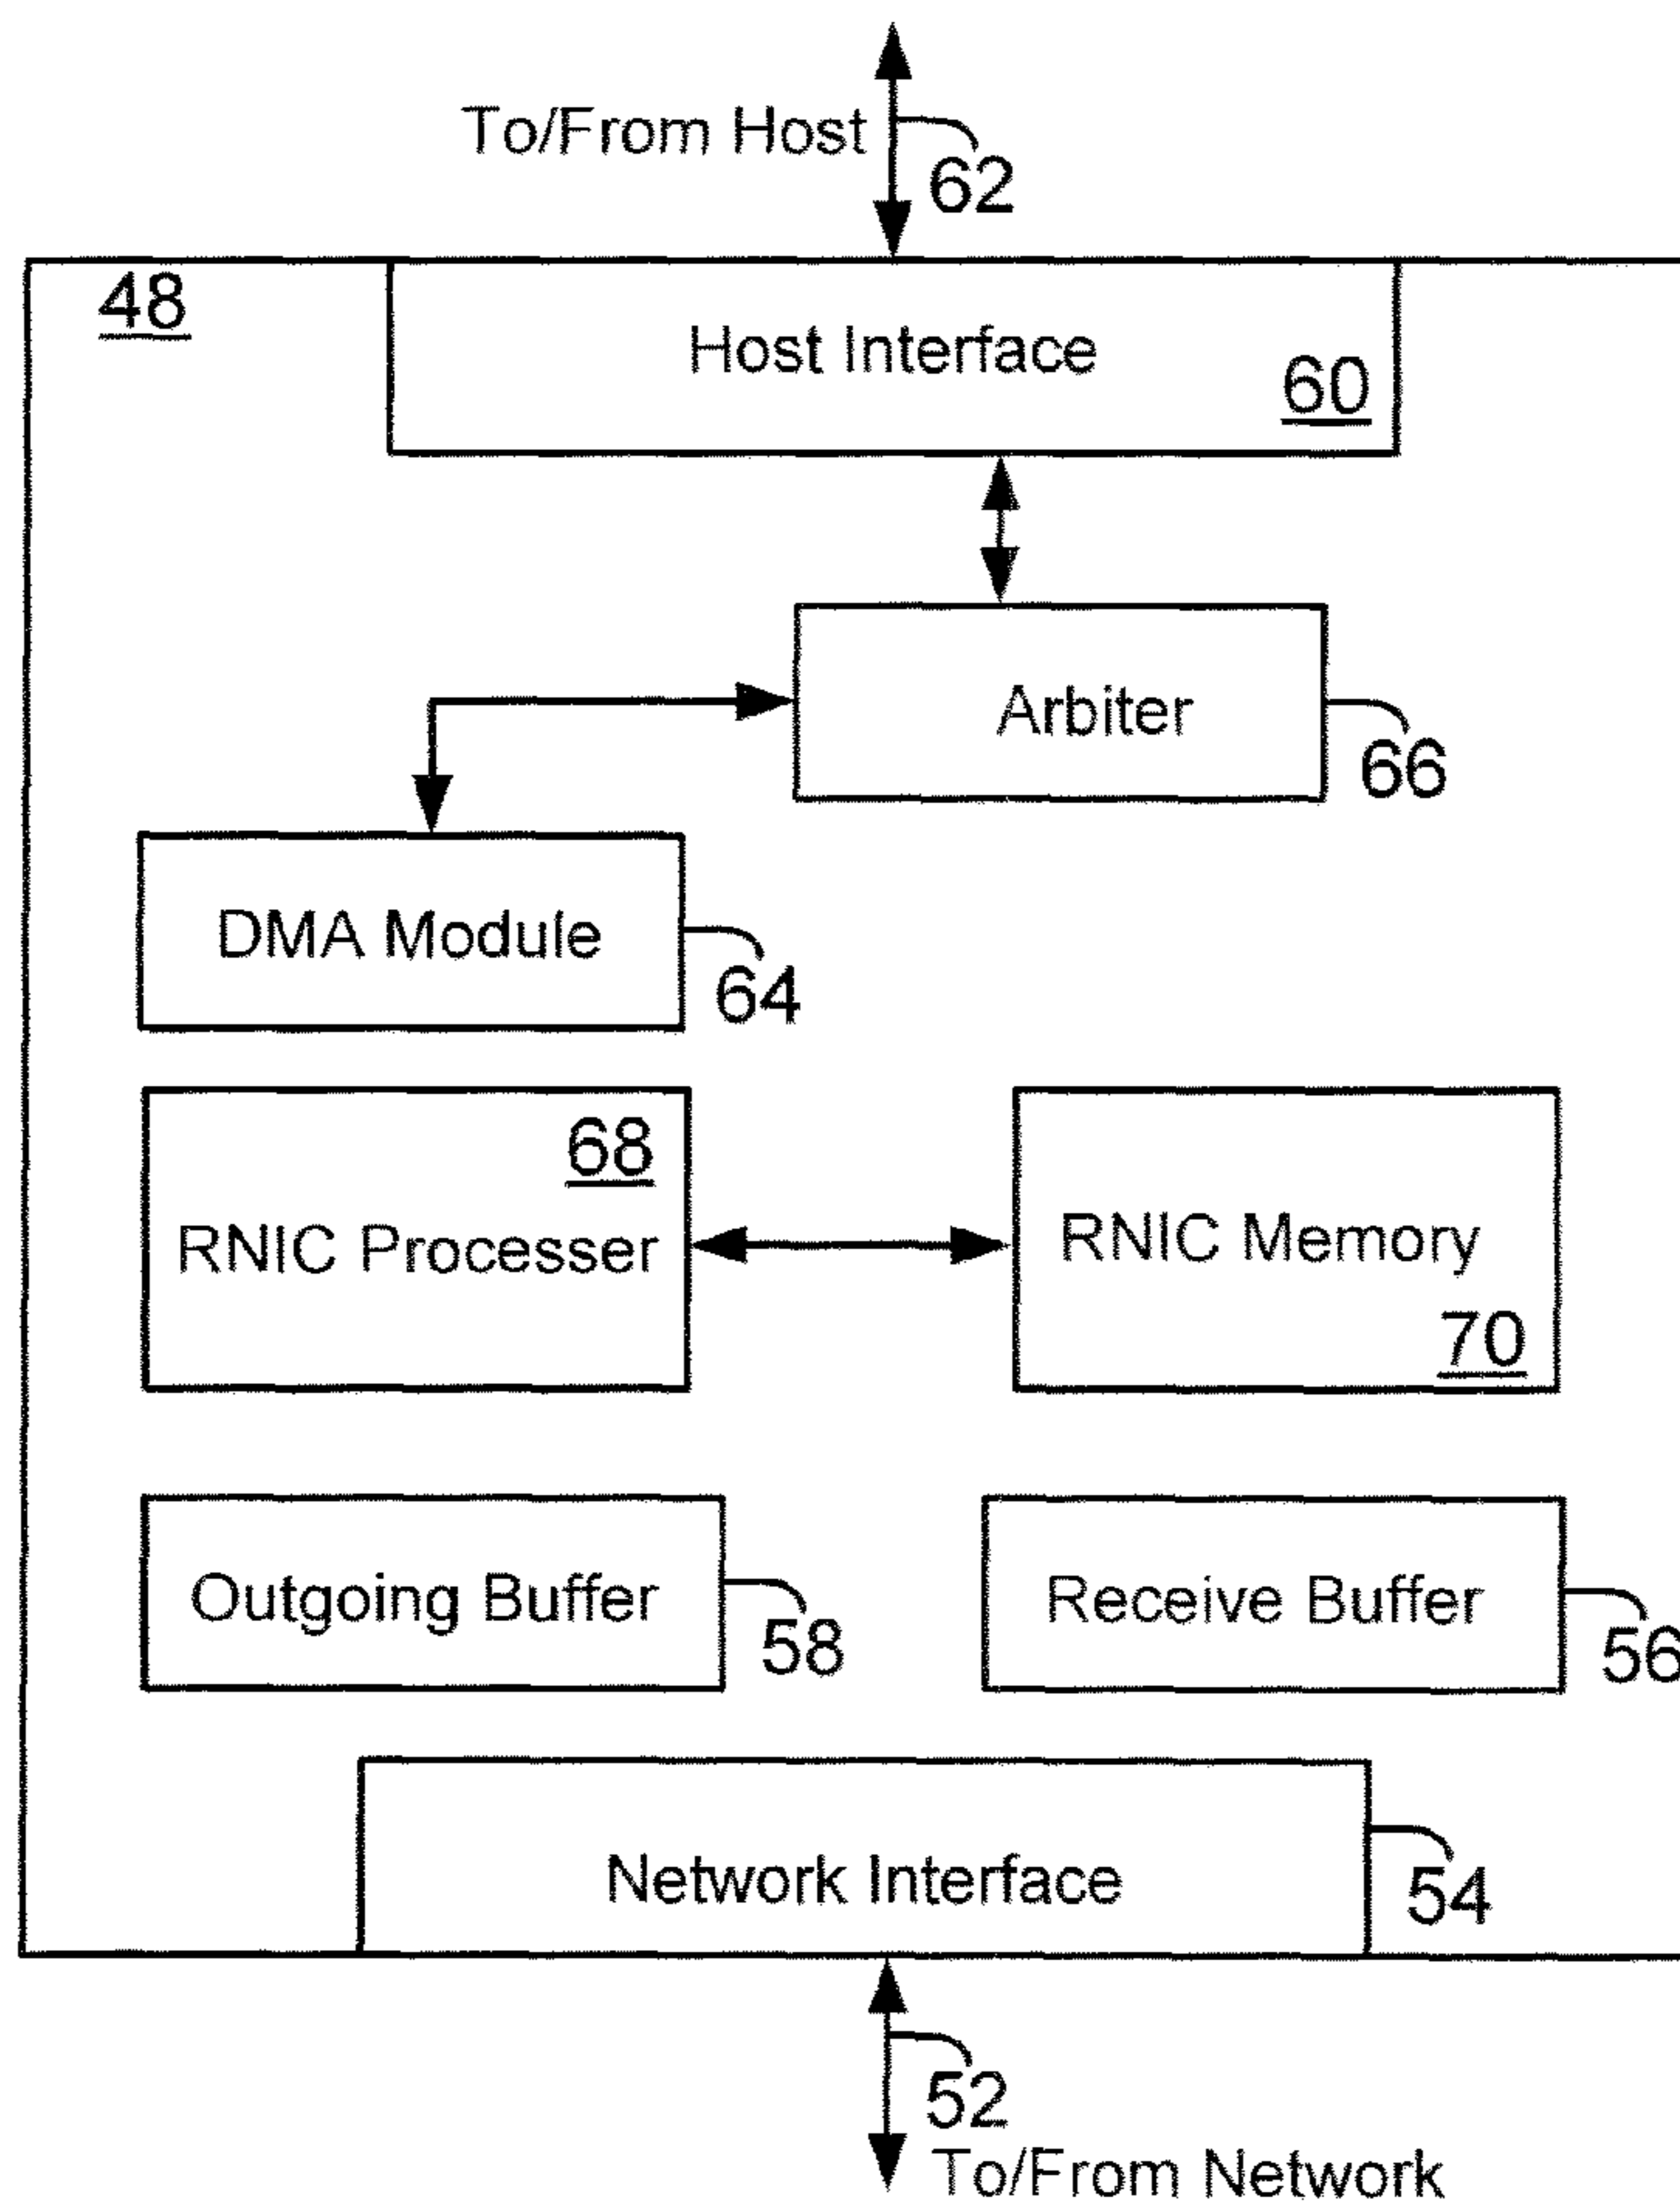 To/From Host
62
48
Host Interface
60
Arbiter
66
DMA Module
64
68
RNIC Processer
RNIC Memory
70
Outgoing Buffer
58
Receive Buffer
56
Network Interface
54
52
To/From Network